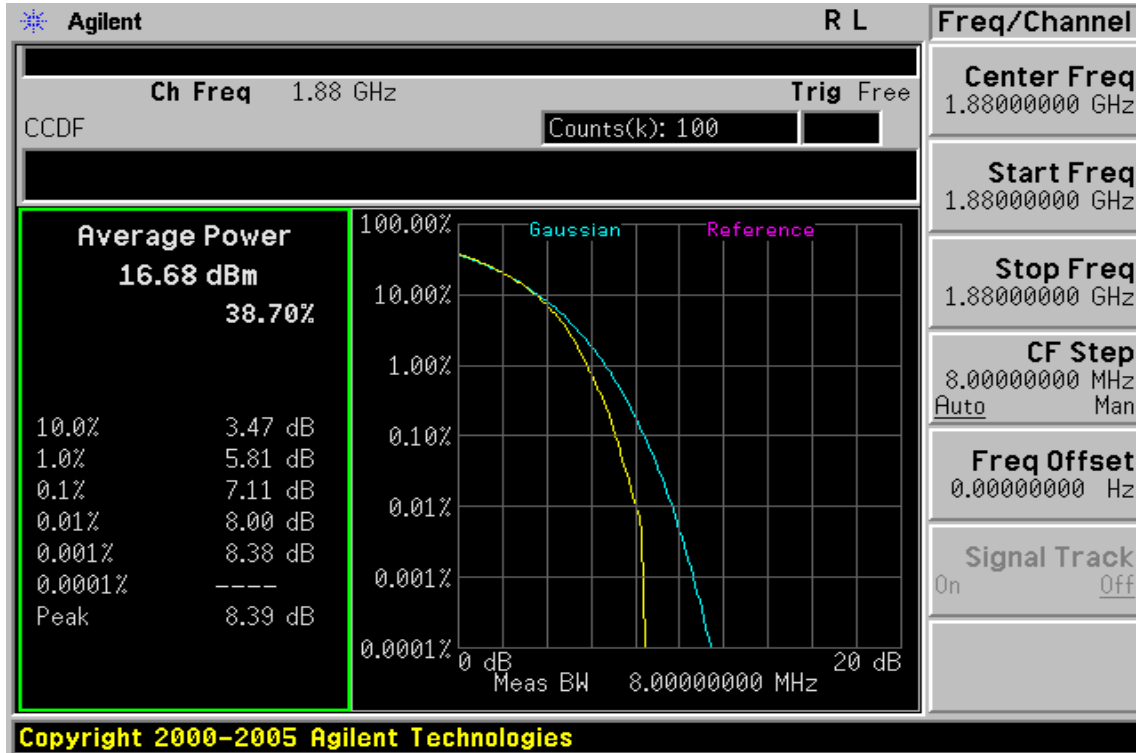 Agilent R L Freq/Channel
Ch Freq 1.88 GHz Trig Free
CCDF Counts(k): 100
Average Power
16.68 dBm
38.70%
10.0% 3.47 dB
1.0% 5.81 dB
0.1% 7.11 dB
0.01% 8.00 dB
0.001% 8.38 dB
0.0001% ----
Peak 8.39 dB
Gaussian Reference
100.00%
10.00%
1.00%
0.10%
0.01%
0.001%
0.0001%
0 dB 20 dB
Meas BW 8.00000000 MHz
Center Freq
1.88000000 GHz
Start Freq
1.88000000 GHz
Stop Freq
1.88000000 GHz
CF Step
8.00000000 MHz
Auto Man
Freq Offset
0.00000000 Hz
Signal Track
On Off
Copyright 2000-2005 Agilent Technologies